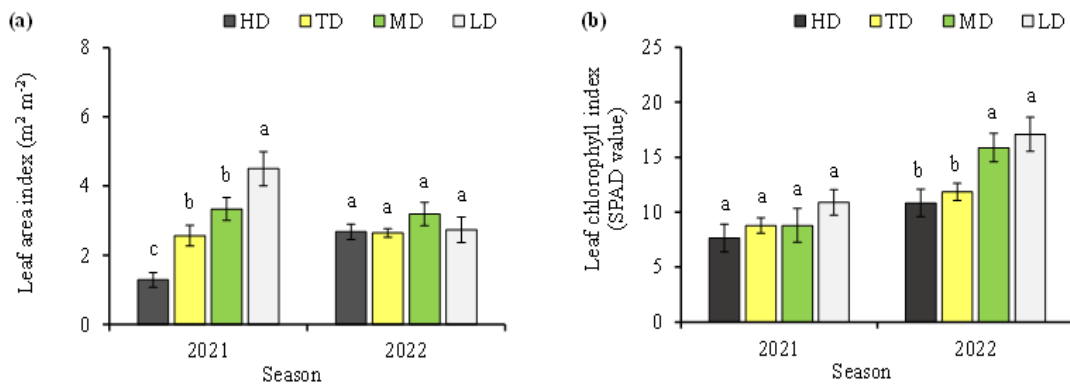 (a)
HD TD MD LD
Leaf area index (m² m⁻²)
8
6
4
2
0
c
b
b
a
a
a
a
a
2021
2022
Season
(b)
HD TD MD LD
Leaf chlorophyll index
(SPAD value)
25
20
15
10
5
0
a
a
a
a
b
b
a
a
2021
2022
Season